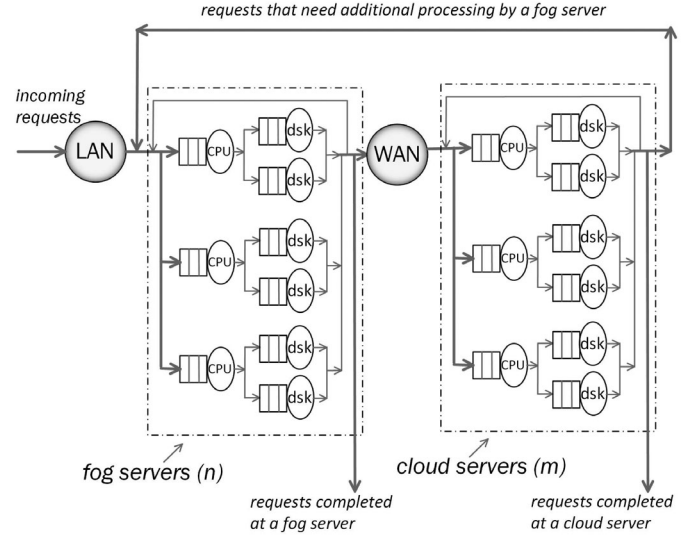 requests that need additional processing by a fog server
incoming
requests
LAN
WAN
CPU
dsk
dsk
CPU
dsk
dsk
CPU
dsk
dsk
CPU
dsk
dsk
CPU
dsk
dsk
CPU
dsk
dsk
fog servers (n)
cloud servers (m)
requests completed
at a fog server
requests completed
at a cloud server